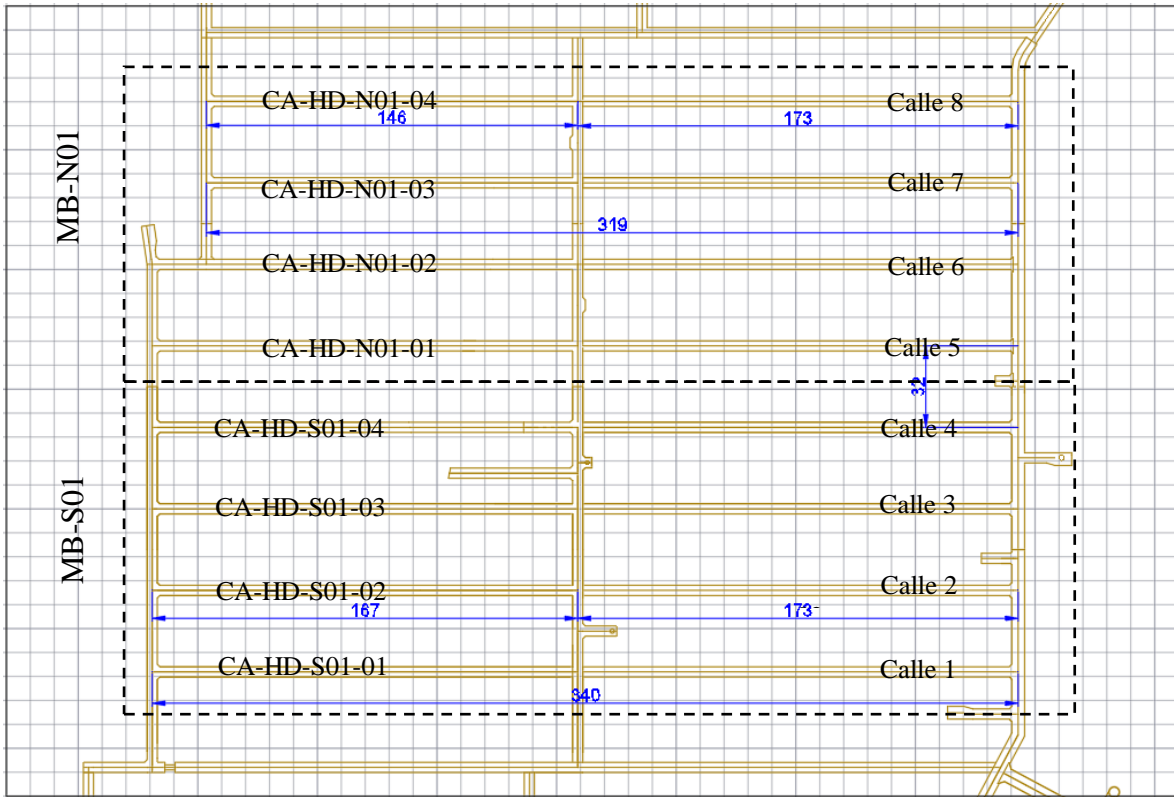 CA-HD-N01-04
Calle 8
146
173
MB-N01
CA-HD-N01-03
Calle 7
319
CA-HD-N01-02
Calle 6
CA-HD-N01-01
Calle 5
32
CA-HD-S01-04
Calle 4
MB-S01
CA-HD-S01-03
Calle 3
CA-HD-S01-02
Calle 2
167
173
CA-HD-S01-01
Calle 1
340